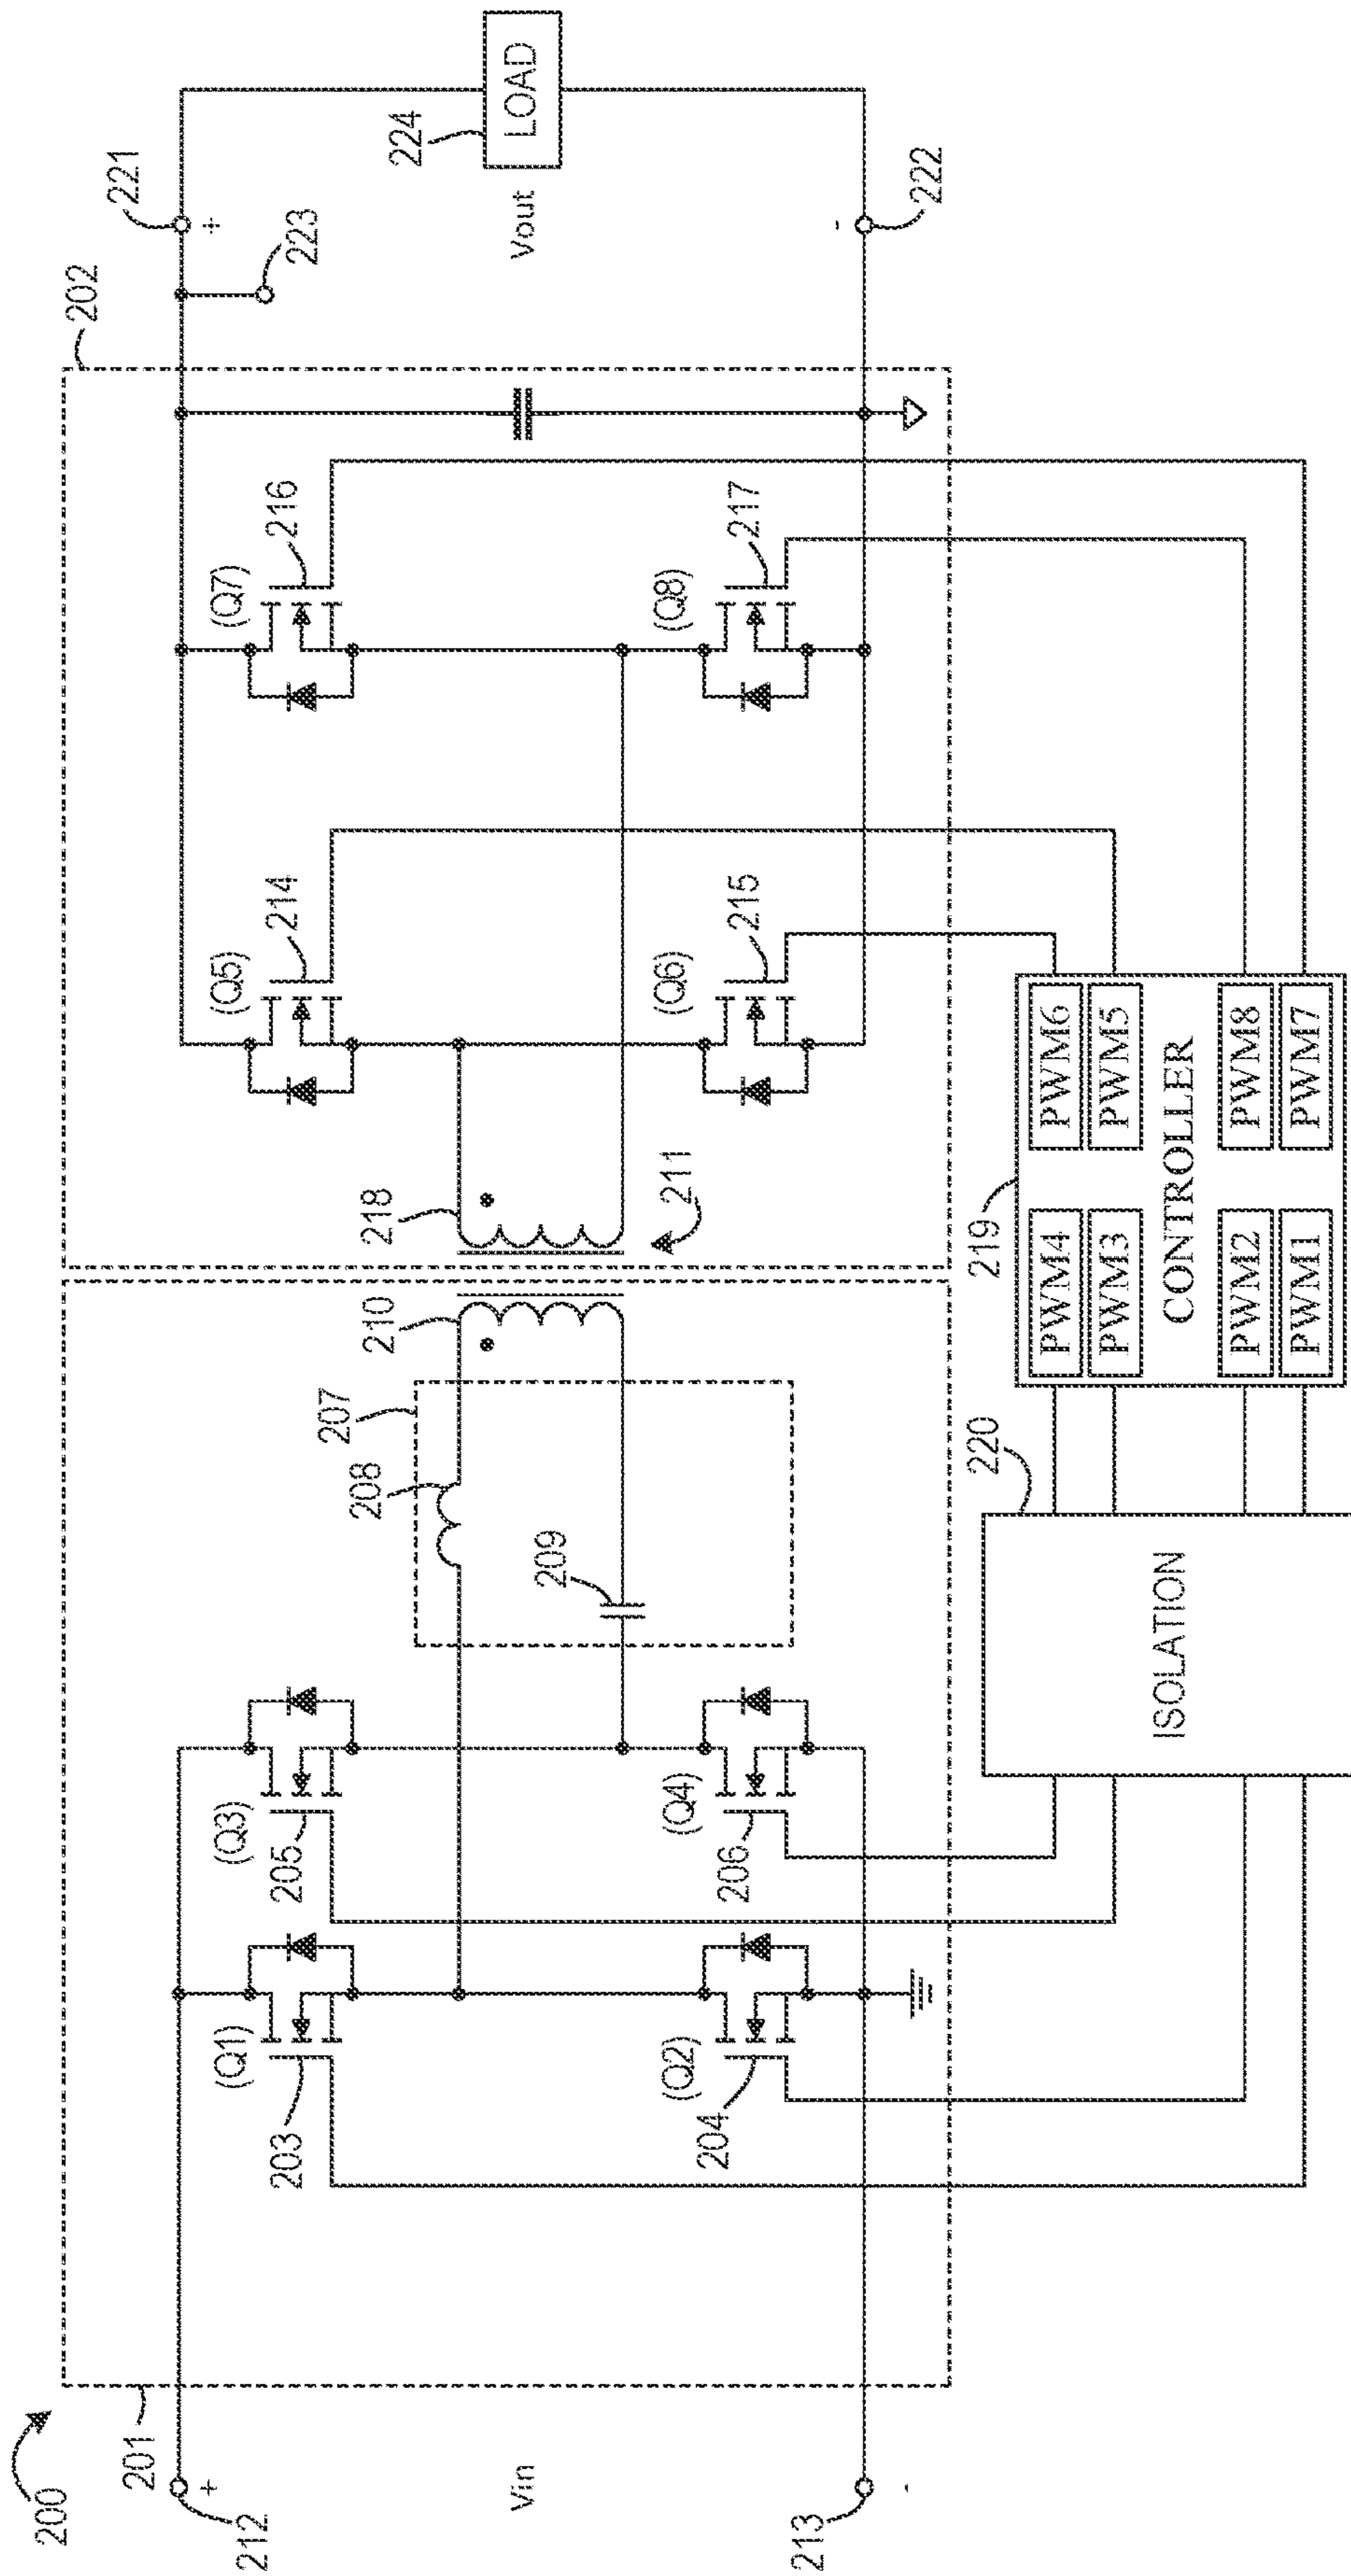 200
201
202
212
+
Vin
213
-
(Q1)
203
(Q2)
204
(Q3)
205
(Q4)
206
207
208
209
210
211
218
(Q5)
214
(Q6)
215
(Q7)
216
(Q8)
217
221
+
223
Vout
224
LOAD
-
222
220
ISOLATION
219
PWM4
PWM6
PWM3
PWM5
CONTROLLER
PWM2
PWM8
PWM1
PWM7